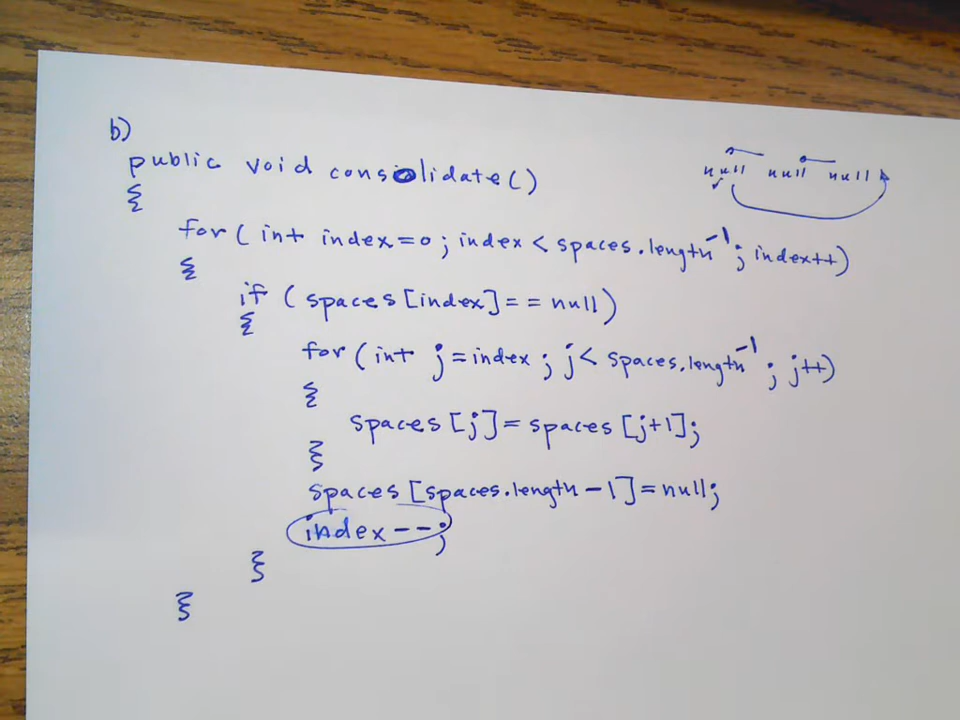 b)
public void consolidate()
null null null
{
for( int index=0; index < spaces.length-1; index++)
{
if ( spaces[index]== null)
{
for (int j=index; j< spaces.length-1; j++)
{
spaces[j]= spaces[j+1];
}
spaces[spaces.length-1]=null;
index--;
}
}